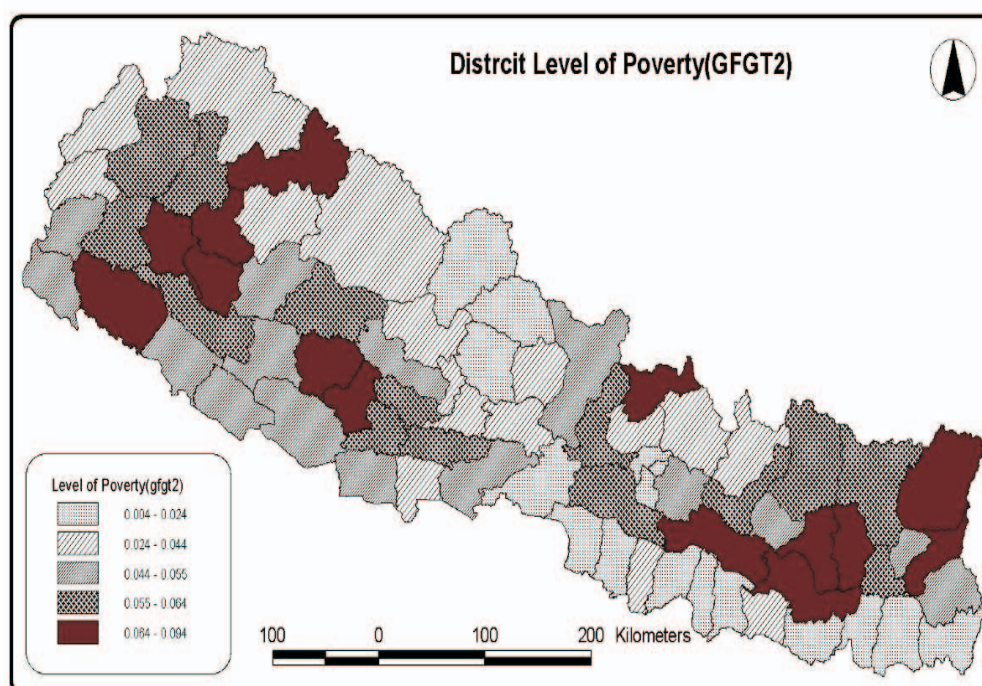 Distrcit Level of Poverty(GFGT2)
Level of Poverty(gfgt2)
0.004 - 0.024
0.024 - 0.044
0.044 - 0.055
0.055 - 0.064
0.064 - 0.094
100 0 100 200 Kilometers